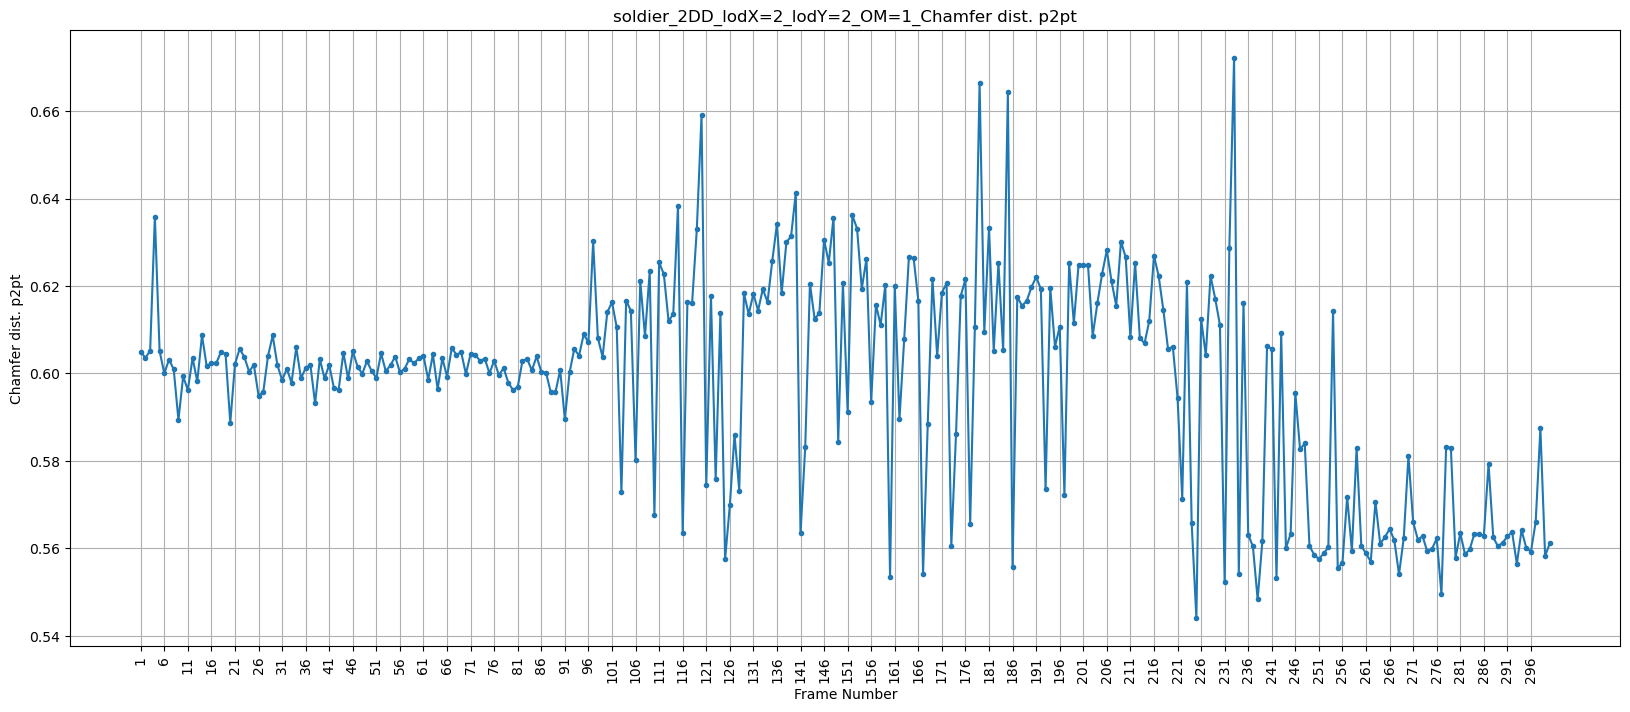 soldier_2DD_lodX=2_lodY=2_OM=1_Chamfer dist. p2pt
Chamfer dist. p2pt
0.66
0.64
0.62
0.60
0.58
0.56
0.54
1 6 11 16 21 26 31 36 41 46 51 56 61 66 71 76 81 86 91 96 101 106 111 116 121 126 131 136 141 146 151 156 161 166 171 176 181 186 191 196 201 206 211 216 221 226 231 236 241 246 251 256 261 266 271 276 281 286 291 296
Frame Number